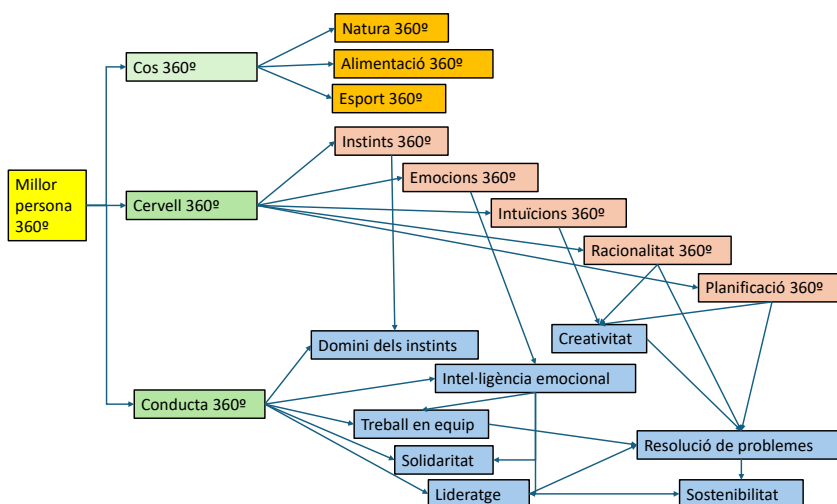 Natura 360º
Cos 360º
Alimentació 360º
Esport 360º
Instints 360º
Emocions 360º
Millor
persona
360º
Cervell 360º
Intuïcions 360º
Racionalitat 360º
Planificació 360º
Domini dels instints
Creativitat
Intel·ligència emocional
Conducta 360º
Treball en equip
Resolució de problemes
Solidaritat
Lideratge
Sostenibilitat